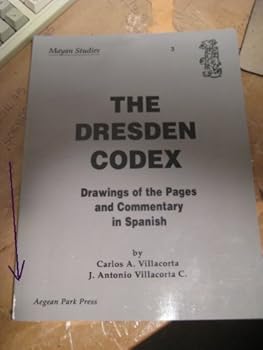 Mayan Studies 3
THE
DRESDEN
CODEX
Drawings of the Pages
and Commentary
in Spanish
by
Carlos A. Villacorta
J. Antonio Villacorta C.
Aegean Park Press